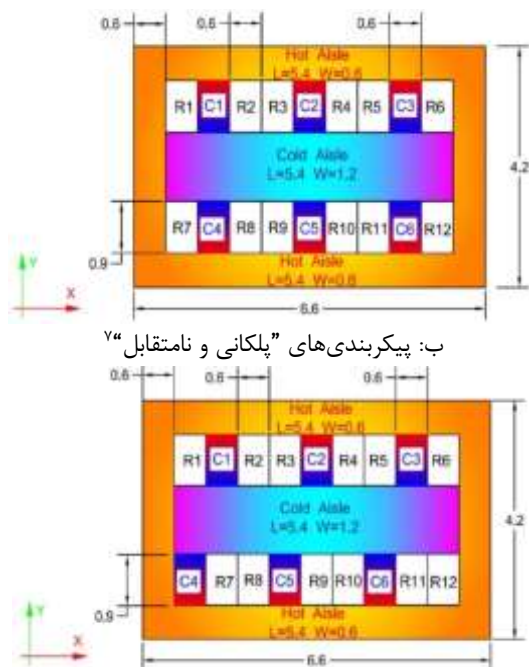 0.6 0.6 0.6
Hot Aisle
L=5.4 W=0.6
R1 C1 R2 R3 C2 R4 R5 C3 R6
Cold Aisle
L=5.4 W=1.2
4.2
R7 C4 R8 R9 C5 R10 R11 C6 R12
0.9
Hot Aisle
L=5.4 W=0.6
Y
X
6.6
ب: پیکربندی‌های ”پلکانی و نامتقابل“۷
0.6 0.6 0.6
Hot Aisle
L=5.4 W=0.6
R1 C1 R2 R3 C2 R4 R5 C3 R6
Cold Aisle
L=5.4 W=1.2
4.2
C4 R7 R8 C5 R9 R10 C6 R11 R12
0.9
Hot Aisle
L=5.4 W=0.6
Y
X
6.6